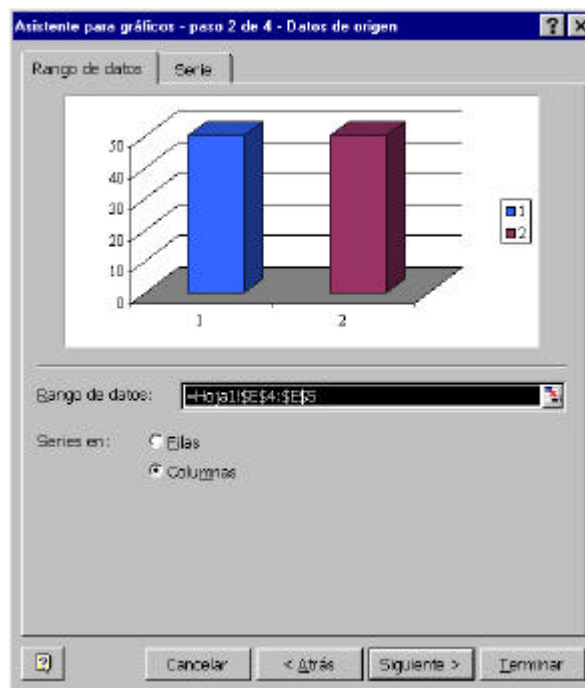 Asistente para gráficos - paso 2 de 4 - Datos de origen
Rango de datos Serie
50
40
30
20
10
0
1 2
1
2
Rango de datos: =Hoja1!$E$4:$E$5
Series en: Filas
Columnas
Cancelar < Atrás Siguiente > Terminar